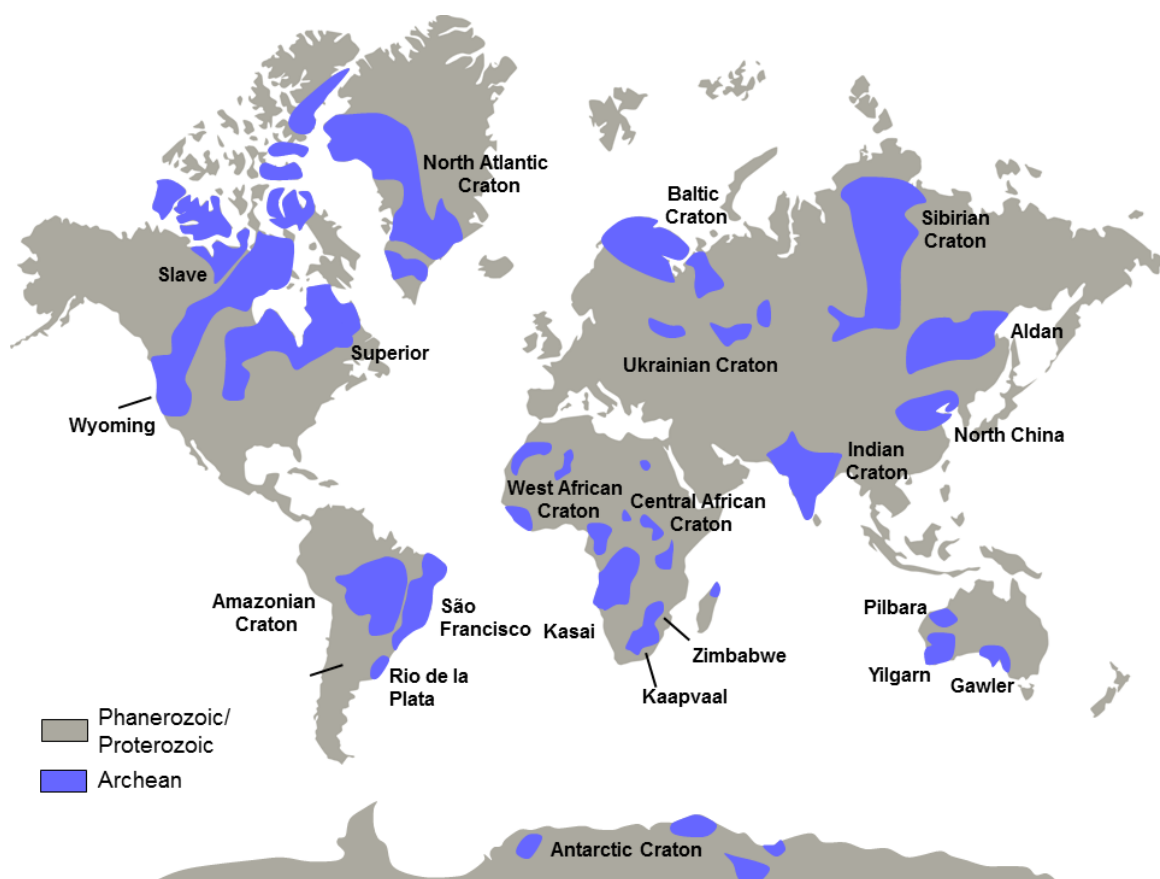 North Atlantic
Craton
Baltic
Craton
Sibirian
Craton
Slave
Superior
Aldan
Ukrainian Craton
Wyoming
North China
Indian
Craton
West African
Craton
Central African
Craton
Amazonian
Craton
São
Francisco
Kasai
Zimbabwe
Kaapvaal
Pilbara
Yilgarn
Gawler
Rio de la
Plata
Phanerozoic/
Proterozoic
Archean
Antarctic Craton